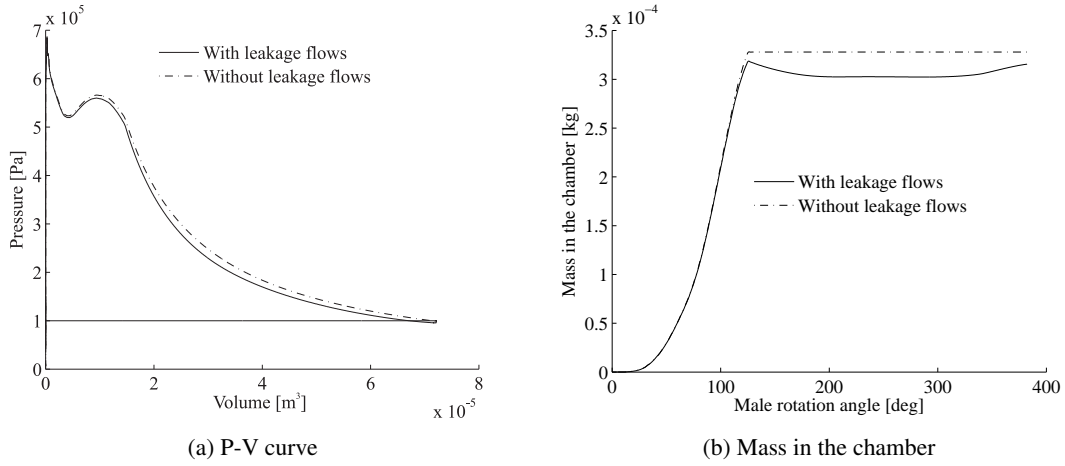 x 10⁵
7
6
5
4
3
2
1
0
Pressure [Pa]
With leakage flows
Without leakage flows
0
2
4
6
8
Volume [m³]
x 10⁻⁵
(a) P-V curve
x 10⁻⁴
3.5
3
2.5
2
1.5
1
0.5
0
Mass in the chamber [kg]
With leakage flows
Without leakage flows
0
100
200
300
400
Male rotation angle [deg]
(b) Mass in the chamber